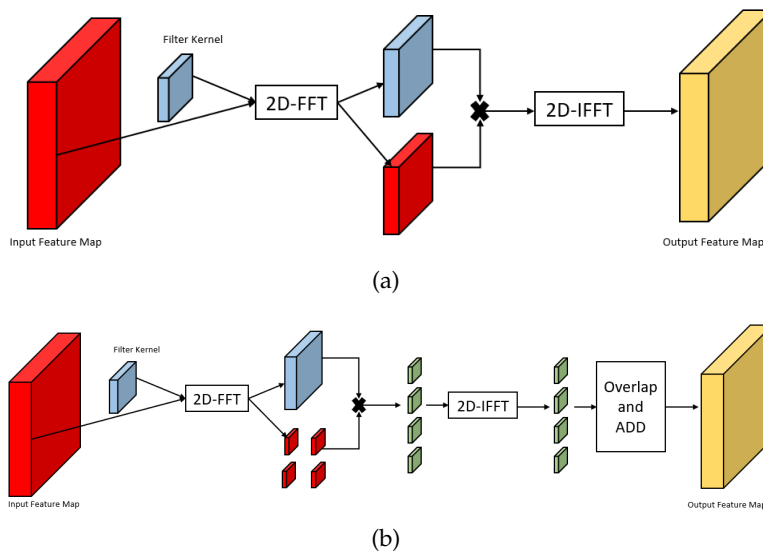 Filter Kernel
2D-FFT
2D-IFFT
Input Feature Map
Output Feature Map
(a)
Filter Kernel
2D-FFT
2D-IFFT
Overlap
and
ADD
Input Feature Map
Output Feature Map
(b)